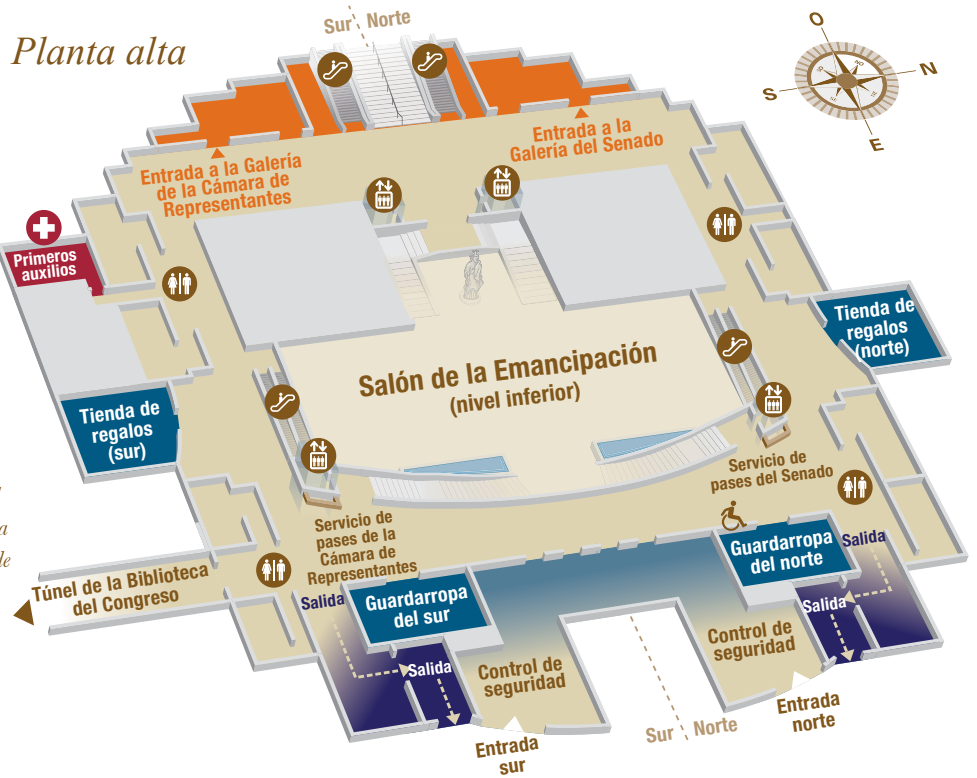 Planta alta
Sur Norte
O
N
S
E
NO
SO
Entrada a la Galería
de la Cámara de
Representantes
Entrada a la
Galería del Senado
Primeros
auxilios
Tienda de
regalos
(norte)
Salón de la Emancipación
(nivel inferior)
Tienda de
regalos
(sur)
Servicio de
pases del Senado
a
de
Servicio de
pases de la
Cámara de
Representantes
Túnel de la Biblioteca
del Congreso
Guardarropa
del norte
Salida
Salida
Guardarropa
del sur
Salida
Salida
Control de
seguridad
Control de
seguridad
Sur Norte
Entrada
norte
Entrada
sur